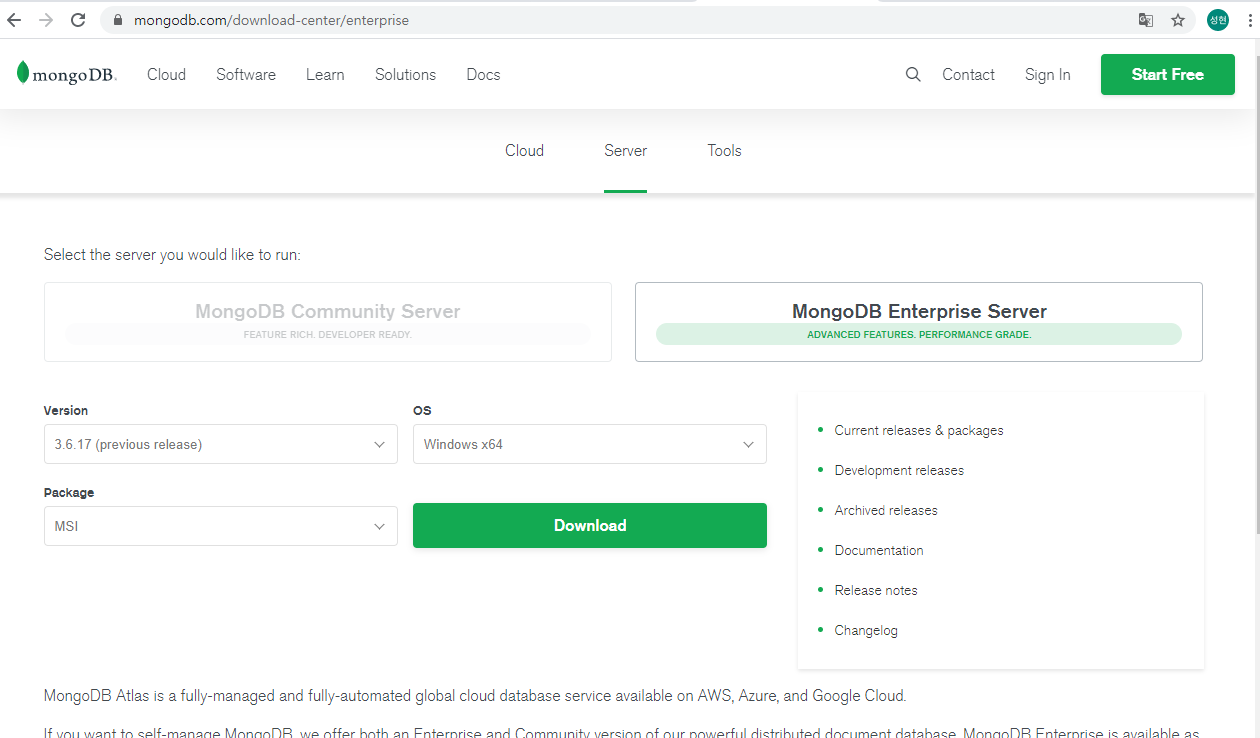 mongodb.com/download-center/enterprise
성현
mongoDB.
Cloud Software Learn Solutions Docs
Contact Sign In Start Free
Cloud Server Tools
Select the server you would like to run:
MongoDB Community Server
FEATURE RICH. DEVELOPER READY.
MongoDB Enterprise Server
ADVANCED FEATURES. PERFORMANCE GRADE.
Version
3.6.17 (previous release)
OS
Windows x64
Package
MSI
Download
Current releases & packages
Development releases
Archived releases
Documentation
Release notes
Changelog
MongoDB Atlas is a fully-managed and fully-automated global cloud database service available on AWS, Azure, and Google Cloud.
If you want to self-manage MongoDB, we offer both an Enterprise and Community version of our powerful distributed document database. MongoDB Enterprise is available as